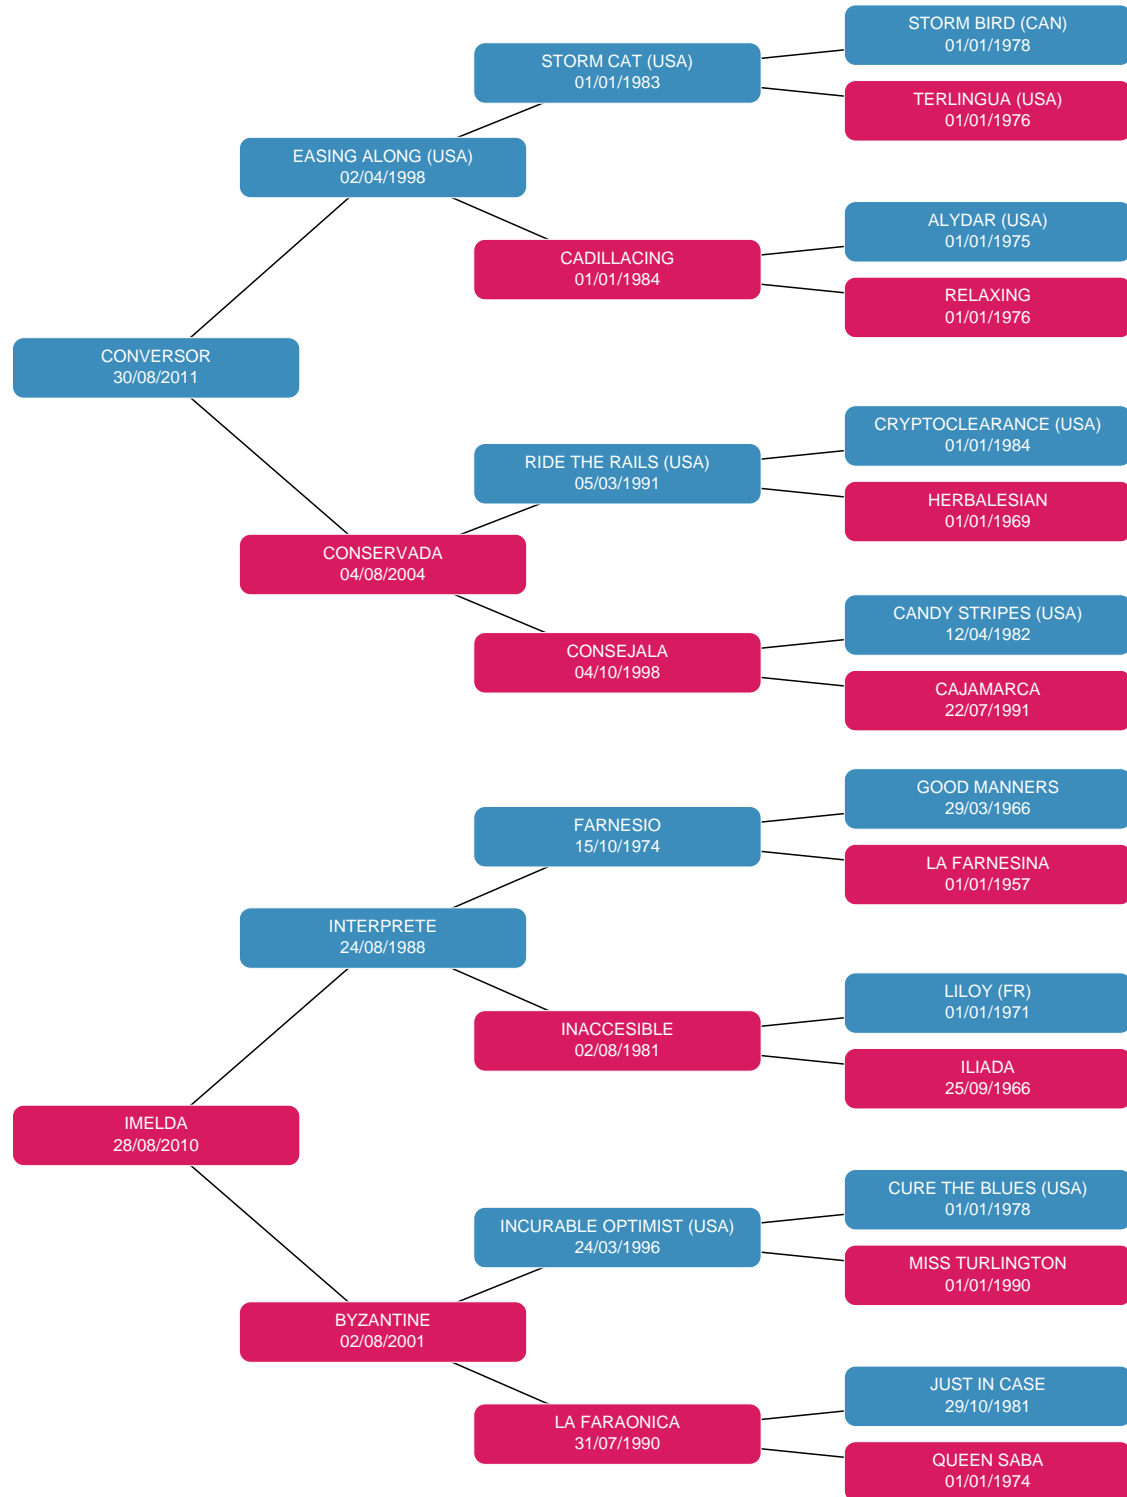 STORM BIRD (CAN)
01/01/1978
STORM CAT (USA)
01/01/1983
TERLINGUA (USA)
01/01/1976
EASING ALONG (USA)
02/04/1998
ALYDAR (USA)
01/01/1975
CADILLACING
01/01/1984
RELAXING
01/01/1976
CONVERSOR
30/08/2011
CRYPTOCLEARANCE (USA)
01/01/1984
RIDE THE RAILS (USA)
05/03/1991
HERBALESIAN
01/01/1969
CONSERVADA
04/08/2004
CANDY STRIPES (USA)
12/04/1982
CONSEJALA
04/10/1998
CAJAMARCA
22/07/1991
GOOD MANNERS
29/03/1966
FARNESIO
15/10/1974
LA FARNESINA
01/01/1957
INTERPRETE
24/08/1988
LILOY (FR)
01/01/1971
INACCESIBLE
02/08/1981
ILIADA
25/09/1966
IMELDA
28/08/2010
CURE THE BLUES (USA)
01/01/1978
INCURABLE OPTIMIST (USA)
24/03/1996
MISS TURLINGTON
01/01/1990
BYZANTINE
02/08/2001
JUST IN CASE
29/10/1981
LA FARAONICA
31/07/1990
QUEEN SABA
01/01/1974